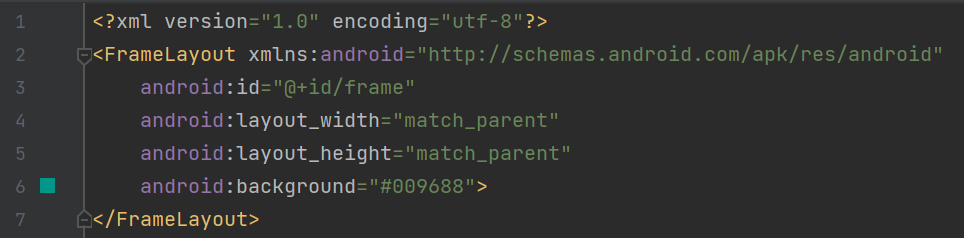 1 <?xml version="1.0" encoding="utf-8"?>
2 <FrameLayout xmlns:android="http://schemas.android.com/apk/res/android"
3     android:id="@+id/frame"
4     android:layout_width="match_parent"
5     android:layout_height="match_parent"
6     android:background="#009688">
7 </FrameLayout>